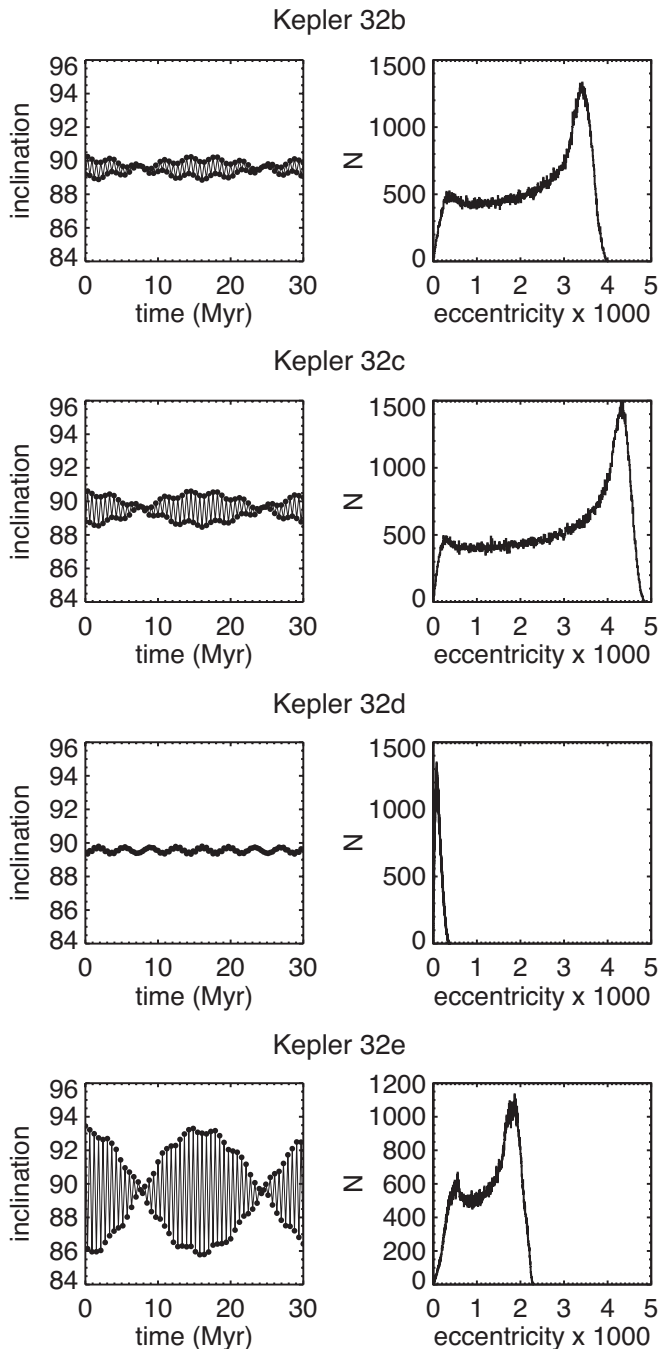 Kepler 32b
96
94
92
90
88
86
84
inclination
0 10 20 30
time (Myr)
1500
1000
500
0
N
0 1 2 3 4 5
eccentricity x 1000
Kepler 32c
96
94
92
90
88
86
84
inclination
0 10 20 30
time (Myr)
1500
1000
500
0
N
0 1 2 3 4 5
eccentricity x 1000
Kepler 32d
96
94
92
90
88
86
84
inclination
0 10 20 30
time (Myr)
1500
1000
500
0
N
0 1 2 3 4 5
eccentricity x 1000
Kepler 32e
96
94
92
90
88
86
84
inclination
0 10 20 30
time (Myr)
1200
1000
800
600
400
200
0
N
0 1 2 3 4 5
eccentricity x 1000